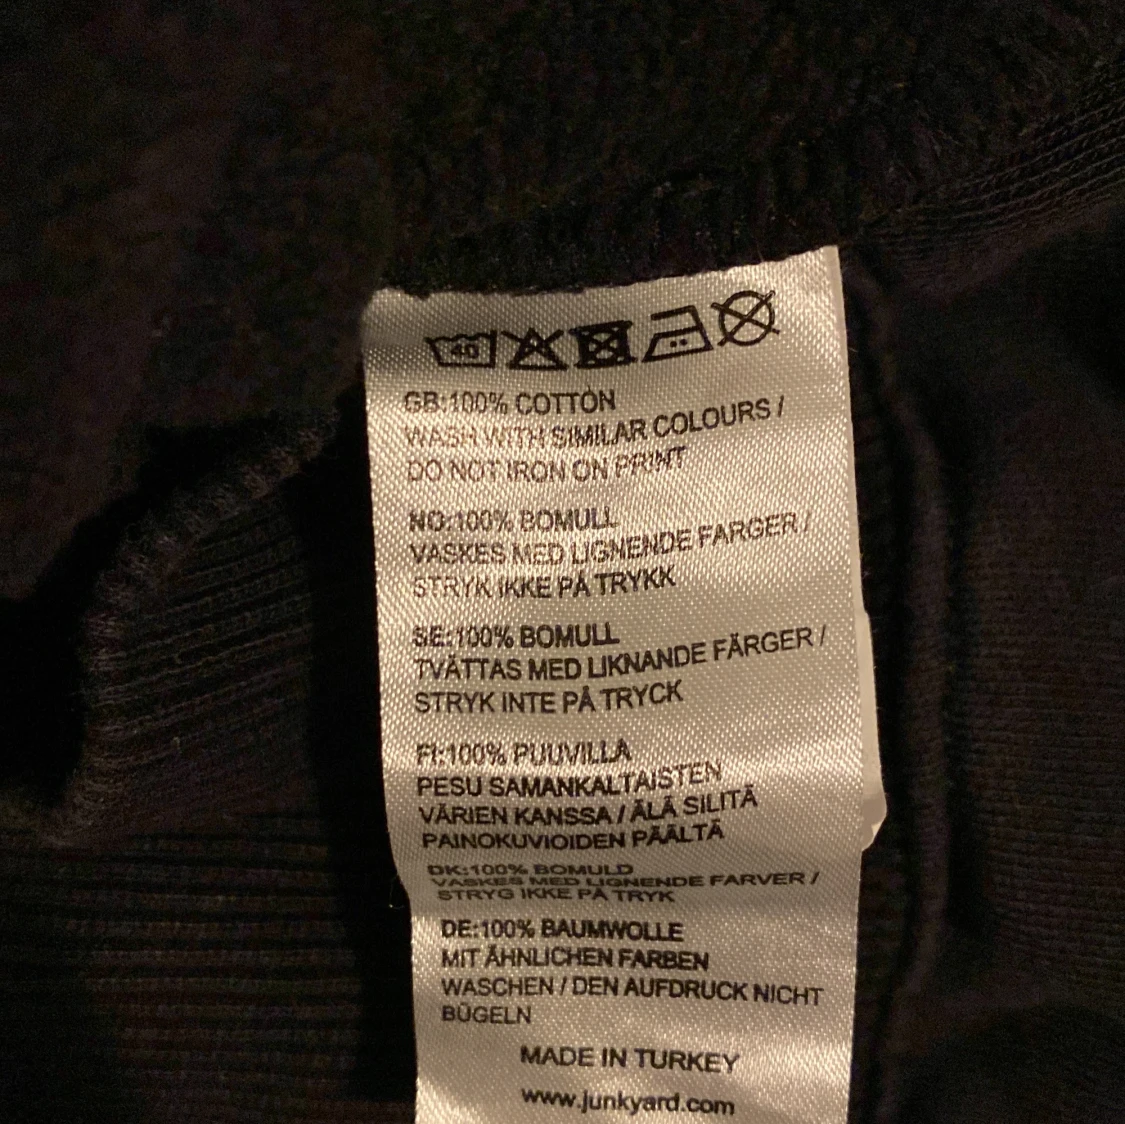 40
GB:100% COTTON
WASH WITH SIMILAR COLOURS /
DO NOT IRON ON PRINT
NO:100% BOMULL
VASKES MED LIGNENDE FARGER /
STRYK IKKE PÅ TRYKK
SE:100% BOMULL
TVÄTTAS MED LIKNANDE FÄRGER /
STRYK INTE PÅ TRYCK
FI:100% PUUVILLA
PESU SAMANKALTAISTEN
VÄRIEN KANSSA / ÄLÄ SILITÄ
PAINOKUVIOIDEN PÄÄLTÄ
DK:100% BOMULD
VASKES MED LIGNENDE FARVER /
STRYG IKKE PÅ TRYK
DE:100% BAUMWOLLE
MIT ÄHNLICHEN FARBEN
WASCHEN / DEN AUFDRUCK NICHT
BÜGELN
MADE IN TURKEY
www.junkyard.com